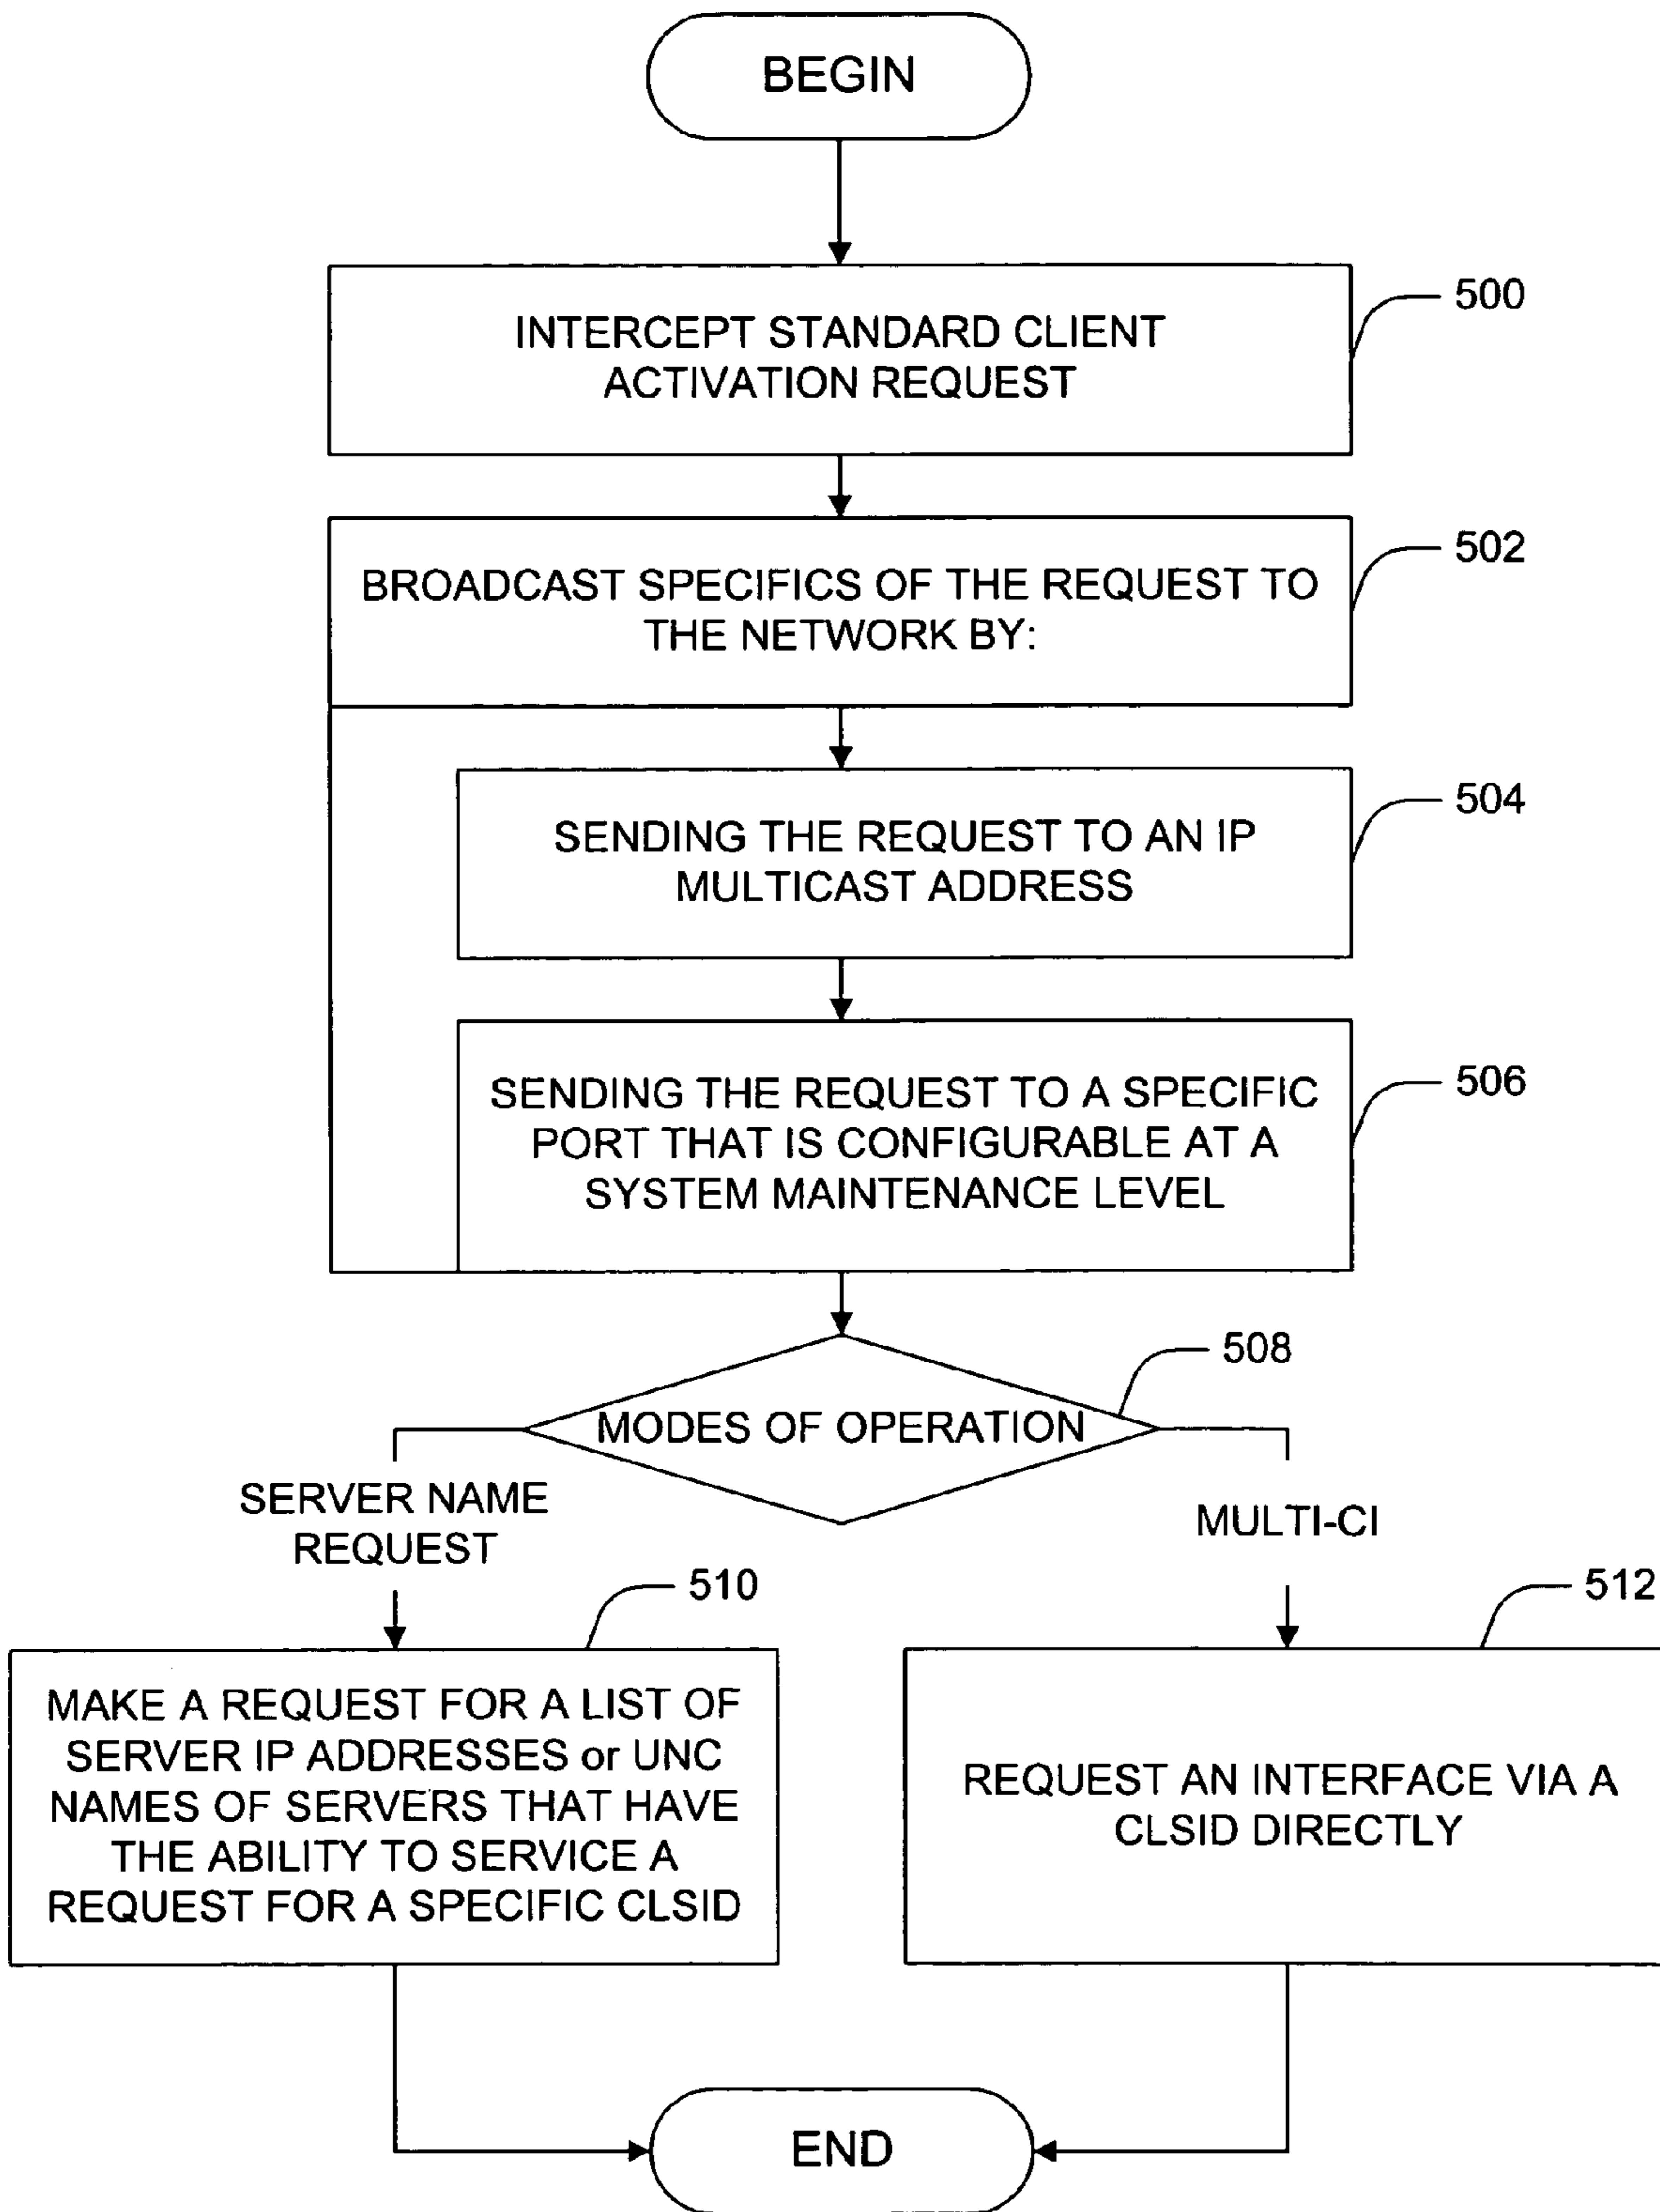 BEGIN
500
INTERCEPT STANDARD CLIENT
ACTIVATION REQUEST
502
BROADCAST SPECIFICS OF THE REQUEST TO
THE NETWORK BY:
504
SENDING THE REQUEST TO AN IP
MULTICAST ADDRESS
506
SENDING THE REQUEST TO A SPECIFIC
PORT THAT IS CONFIGURABLE AT A
SYSTEM MAINTENANCE LEVEL
508
MODES OF OPERATION
SERVER NAME
REQUEST
MULTI-CI
510
MAKE A REQUEST FOR A LIST OF
SERVER IP ADDRESSES or UNC
NAMES OF SERVERS THAT HAVE
THE ABILITY TO SERVICE A
REQUEST FOR A SPECIFIC CLSID
512
REQUEST AN INTERFACE VIA A
CLSID DIRECTLY
END